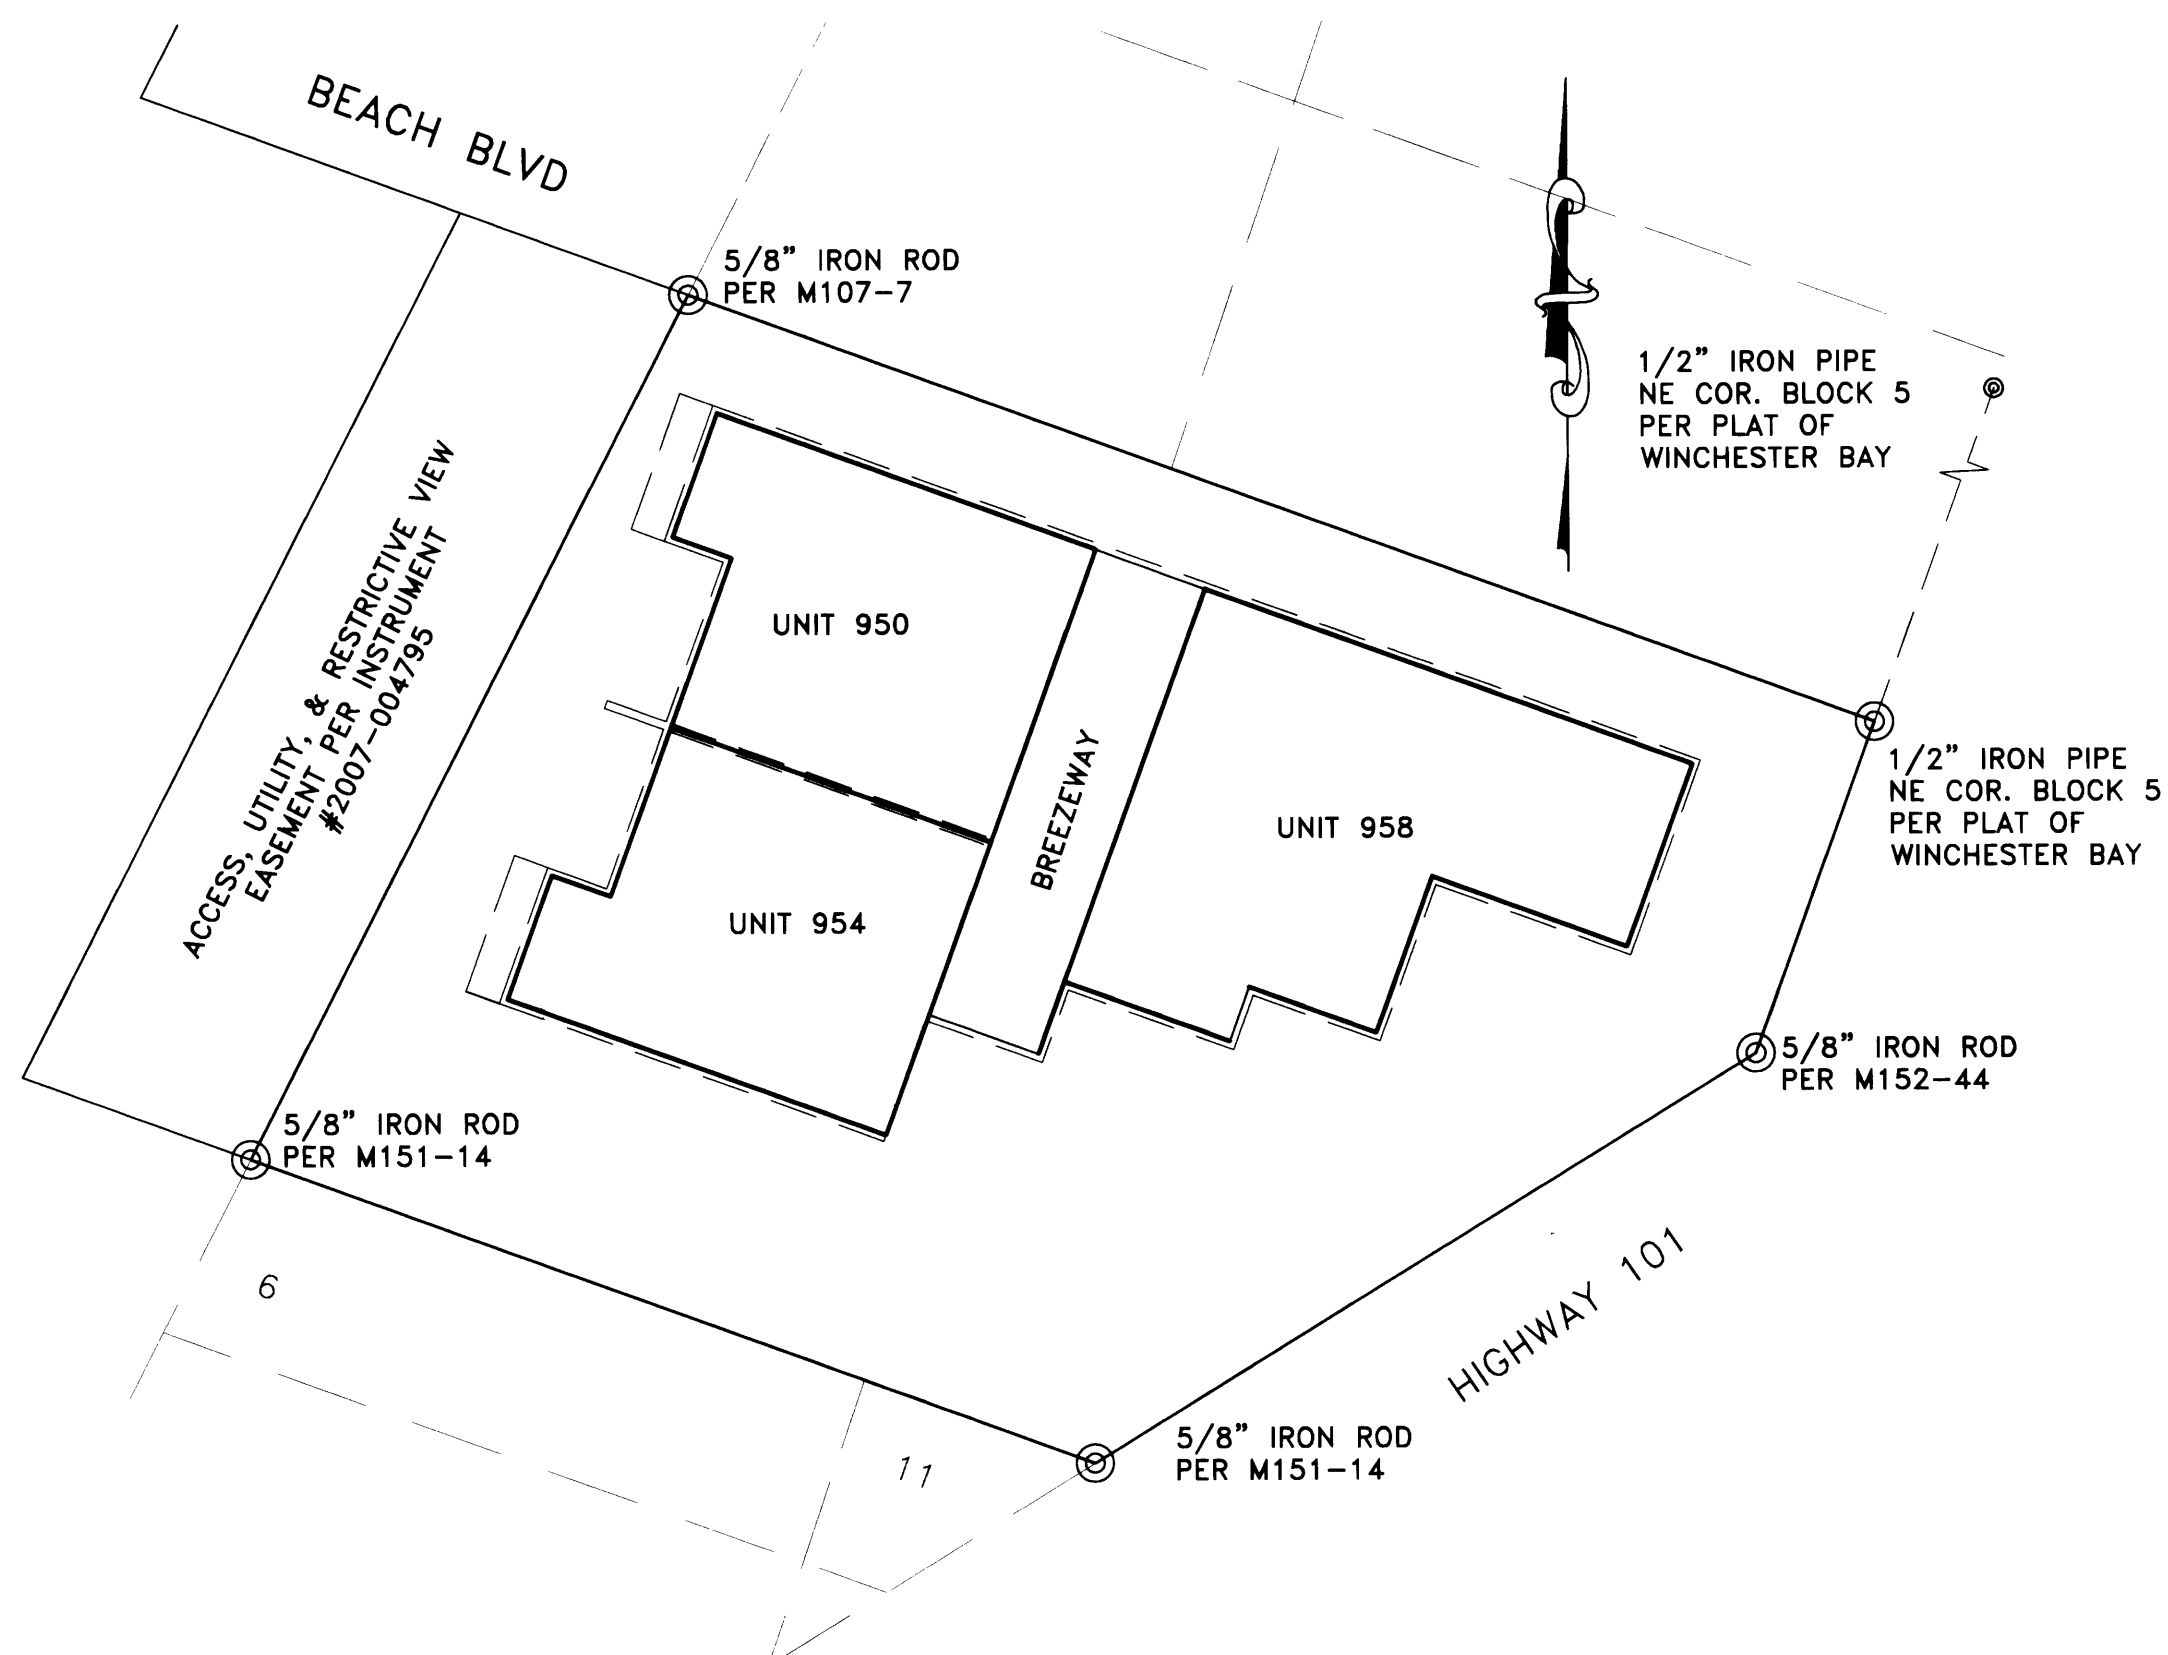 BEACH BLVD
5/8" IRON ROD
PER M107-7
1/2" IRON PIPE
NE COR. BLOCK 5
PER PLAT OF
WINCHESTER BAY
ACCESS, UTILITY, & RESTRICTIVE VIEW
EASEMENT PER INSTRUMENT
#2007-004795
UNIT 950
BREEZEWAY
UNIT 958
1/2" IRON PIPE
NE COR. BLOCK 5
PER PLAT OF
WINCHESTER BAY
UNIT 954
5/8" IRON ROD
PER M152-44
5/8" IRON ROD
PER M151-14
6
HIGHWAY 101
5/8" IRON ROD
PER M151-14
11